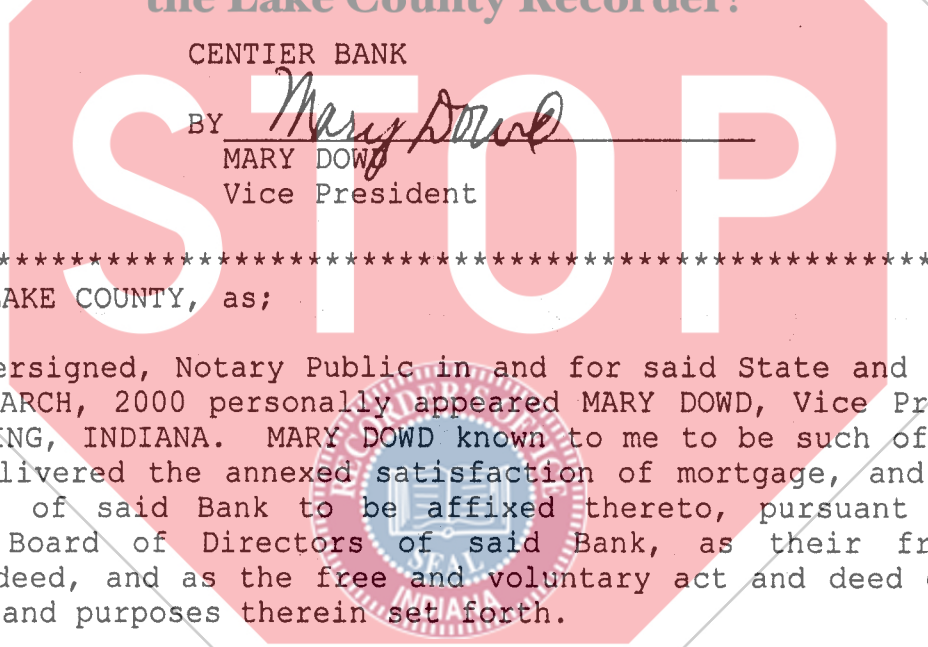 the Lake County Recorder!
CENTIER BANK
BY Mary Dowd
MARY DOWD
Vice President
*****************************************************
LAKE COUNTY, as;
ersigned, Notary Public in and for said State and
ARCH, 2000 personally appeared MARY DOWD, Vice Pr
NG, INDIANA. MARY DOWD known to me to be such of
livered the annexed satisfaction of mortgage, and
of said Bank to be affixed thereto, pursuant
Board of Directors of said Bank, as their fr
deed, and as the free and voluntary act and deed
and purposes therein set forth.
STOP
RECORDER'S OFFICE
SEAL
INDIANA